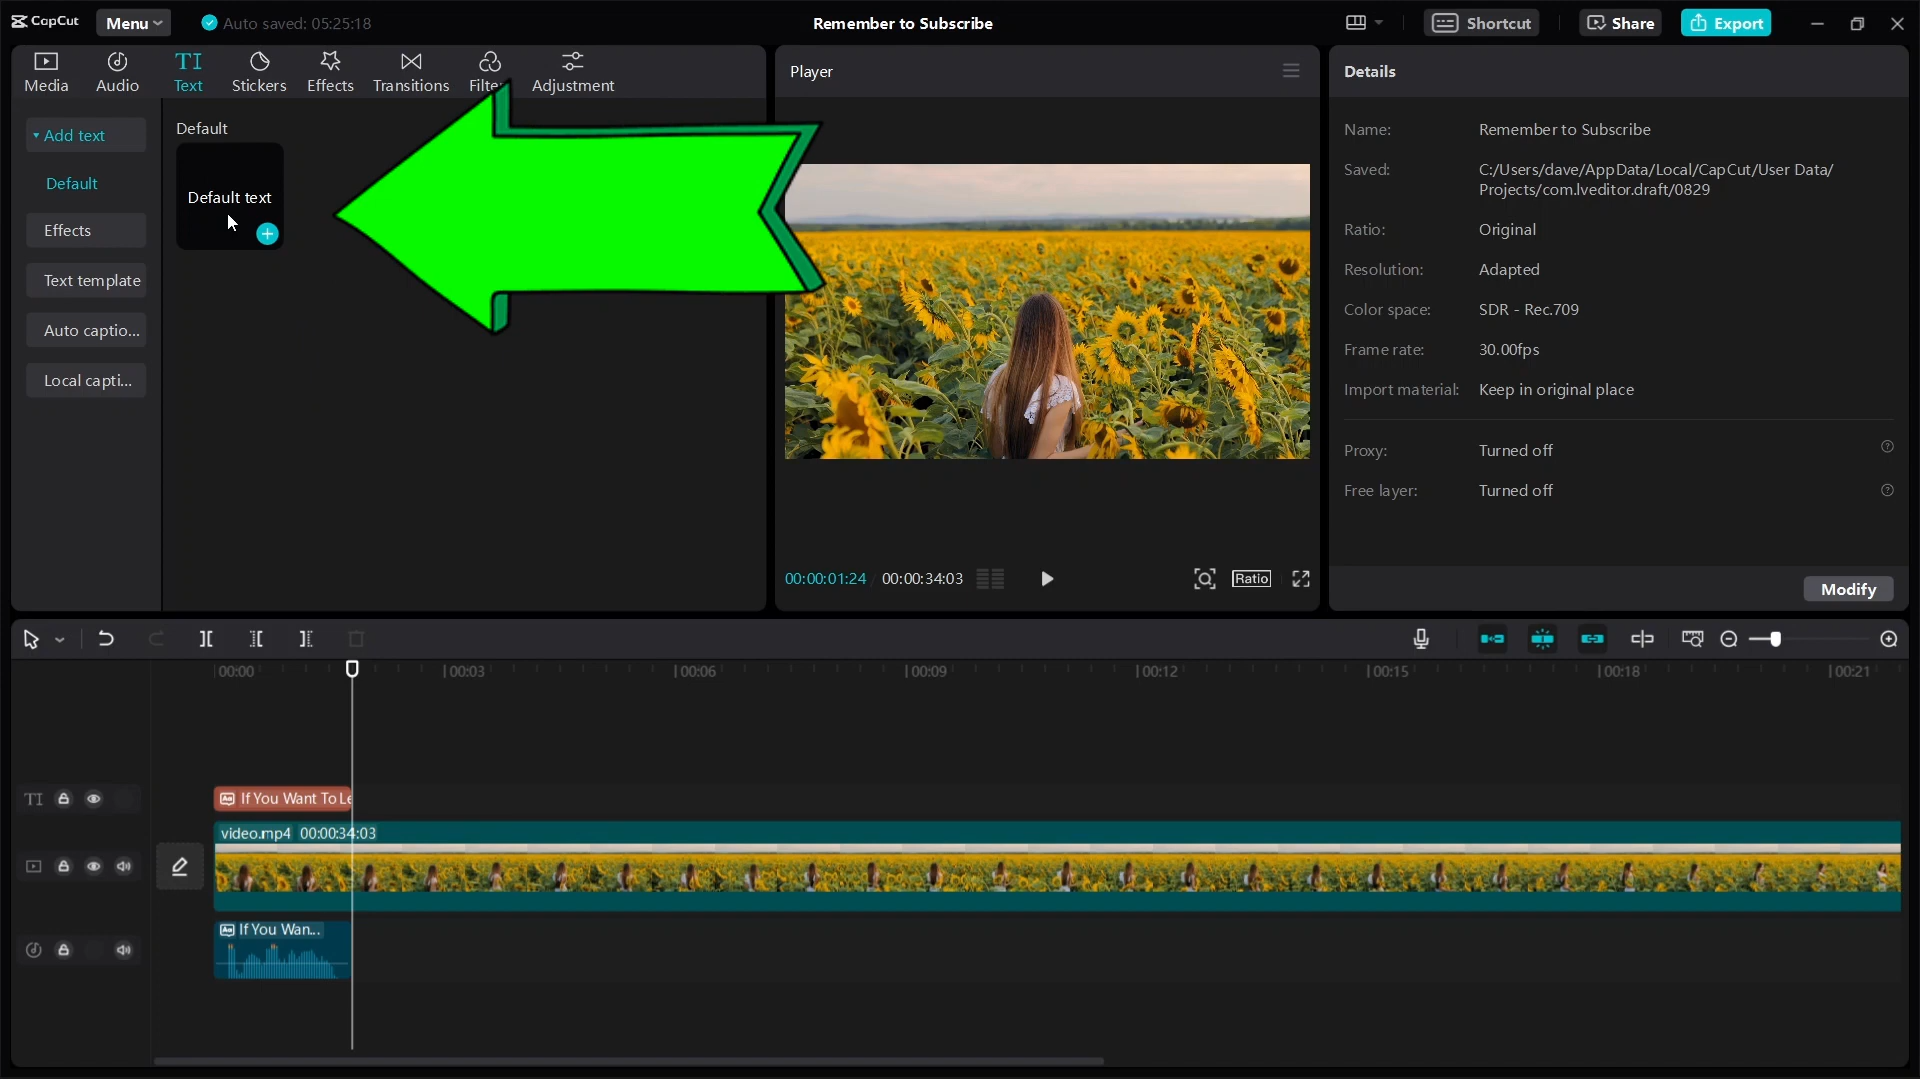 CapCut
Menu
Auto saved: 05:25:18
Remember to Subscribe
Shortcut
Share
Export
Media
Audio
Text
Stickers
Effects
Transitions
Adjustment
Player
Details
Add text
Default
Effects
Text template
Auto captio...
Local capti...
Default
Default text
Name:
Remember to Subscribe
Saved:
C:/Users/dave/AppData/Local/CapCut/User Data/
Projects/com.lveditor.draft/0829
Ratio:
Original
Resolution:
Adapted
Color space:
SDR - Rec.709
Frame rate:
30.00fps
Import material:
Keep in original place
Proxy:
Turned off
Free layer:
Turned off
Modify
00:00:01:24
00:00:34:03
Ratio
00:00
00:03
00:06
00:09
00:12
00:15
00:18
00:21
TI
If You Want To Le
video.mp4 00:00:34:03
If You Wan...